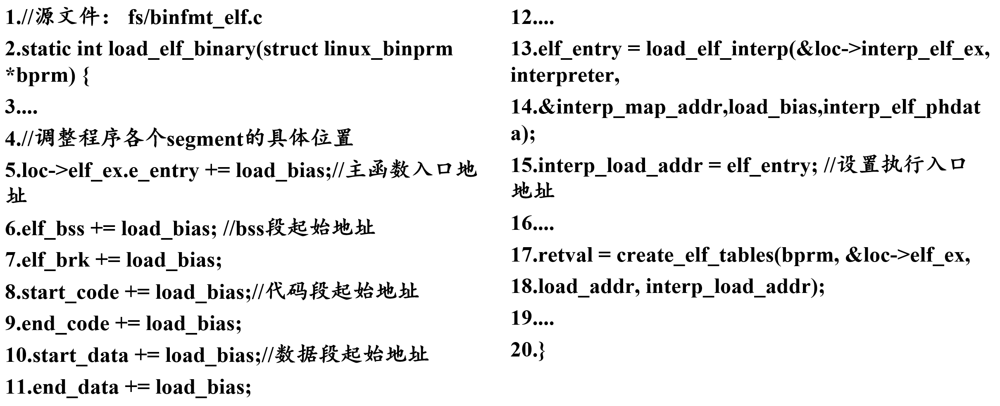 1.//源文件： fs/binfmt_elf.c
2.static int load_elf_binary(struct linux_binprm
*bprm) {
3....
4.//调整程序各个segment的具体位置
5.loc->elf_ex.e_entry += load_bias;//主函数入口地
址
6.elf_bss += load_bias; //bss段起始地址
7.elf_brk += load_bias;
8.start_code += load_bias;//代码段起始地址
9.end_code += load_bias;
10.start_data += load_bias;//数据段起始地址
11.end_data += load_bias;
12....
13.elf_entry = load_elf_interp(&loc->interp_elf_ex,
interpreter,
14.&interp_map_addr,load_bias,interp_elf_phdat
a);
15.interp_load_addr = elf_entry; //设置执行入口
地址
16....
17.retval = create_elf_tables(bprm, &loc->elf_ex,
18.load_addr, interp_load_addr);
19....
20.}